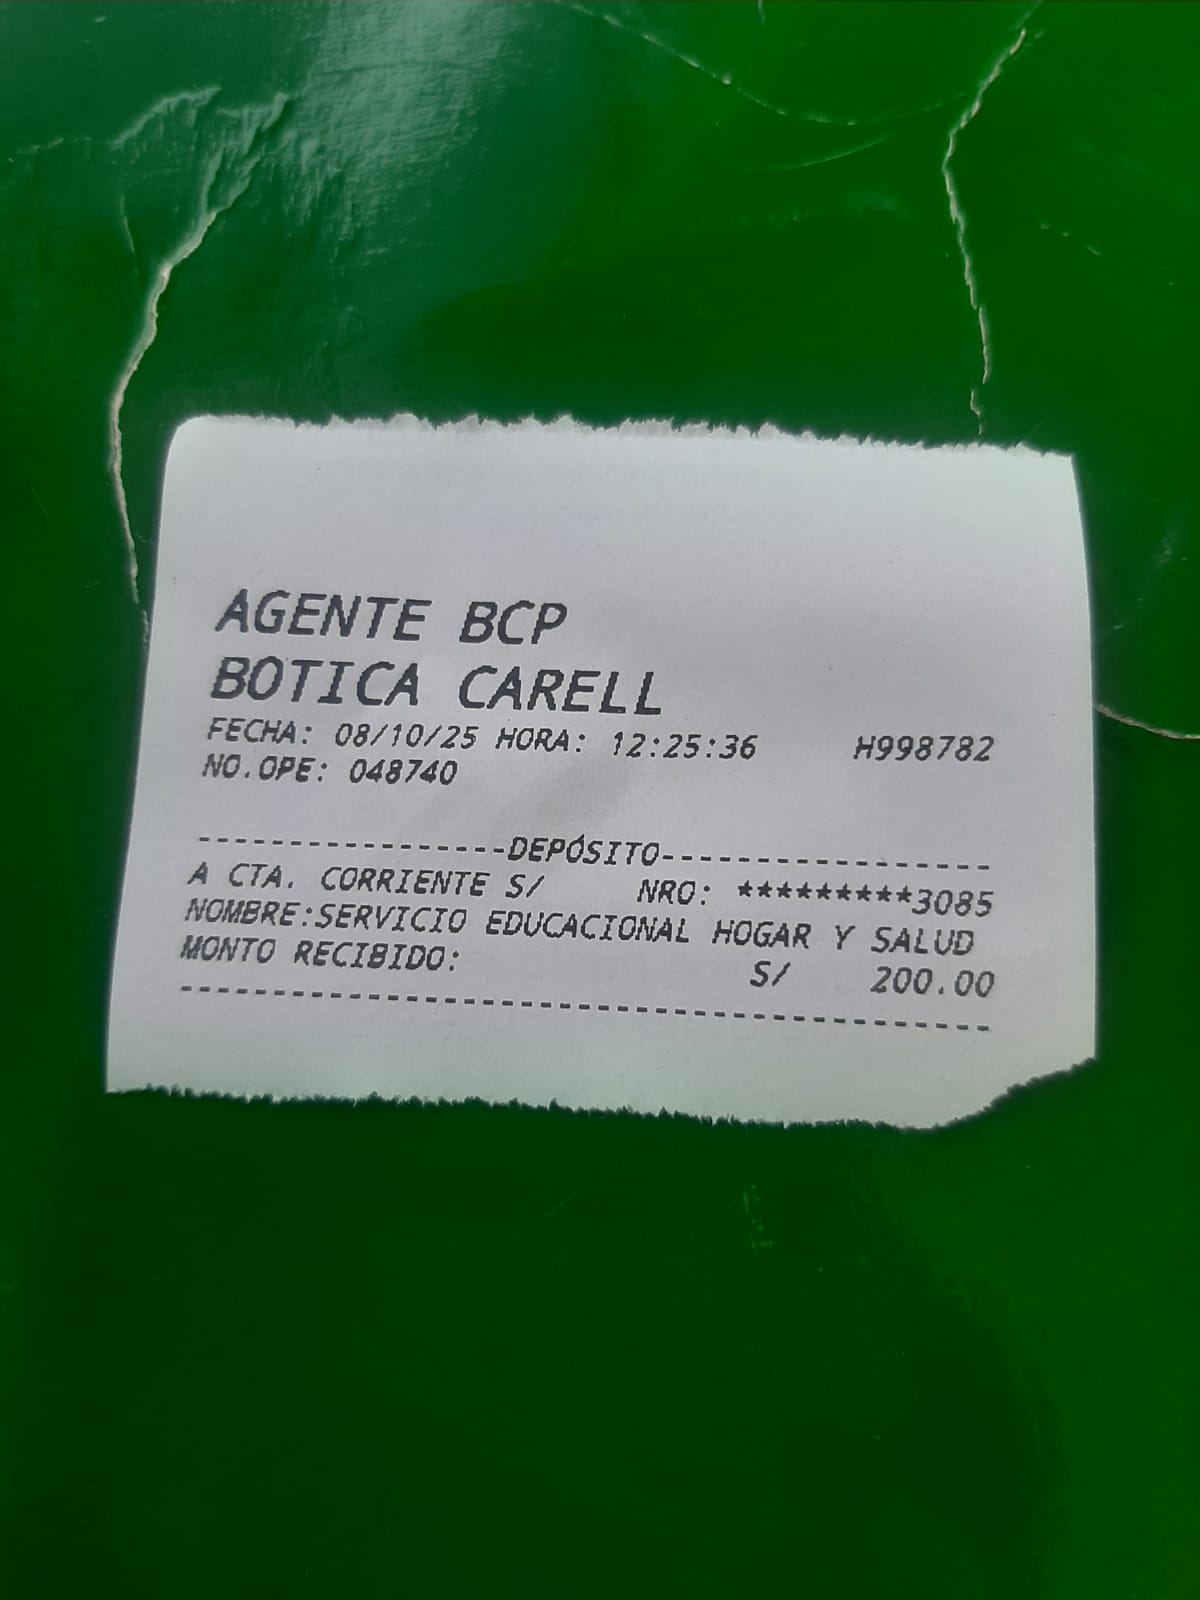 AGENTE BCP
BOTICA CARELL
FECHA: 08/10/25 HORA: 12:25:36 H998782
NO.OPE: 048740
-----------------DEPÓSITO------------------
A CTA. CORRIENTE S/ NRO: *********3085
NOMBRE:SERVICIO EDUCACIONAL HOGAR Y SALUD
MONTO RECIBIDO: S/ 200.00
--------------------------------------------